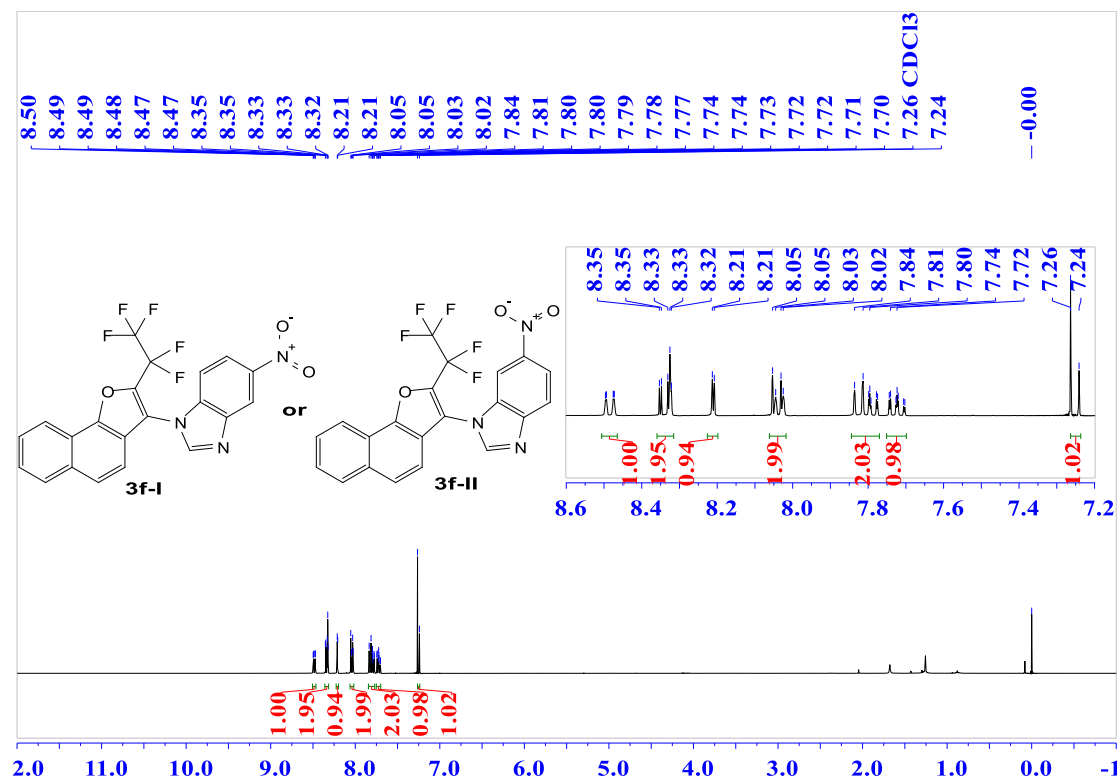 8.50 8.49 8.49 8.48 8.47 8.47 8.35 8.35 8.33 8.33 8.32 8.21 8.21 8.05 8.05 8.03 8.02 7.84 7.81 7.80 7.80 7.79 7.78 7.77 7.74 7.74 7.73 7.72 7.72 7.71 7.70 7.26 CDCl3 7.24 -0.00
8.35 8.35 8.33 8.33 8.32 8.21 8.21 8.05 8.05 8.03 8.02 7.84 7.81 7.80 7.74 7.72 7.26 7.24
F F F F F O O- N+ O N N
or
3f-I
F F F F F O O- N+ O N N
3f-II
1.00 1.95 0.94 1.99 2.03 0.98 1.02
8.6 8.4 8.2 8.0 7.8 7.6 7.4 7.2
1.00 1.95 0.94 1.99 2.03 0.98 1.02
2.0 11.0 10.0 9.0 8.0 7.0 6.0 5.0 4.0 3.0 2.0 1.0 0.0 -1